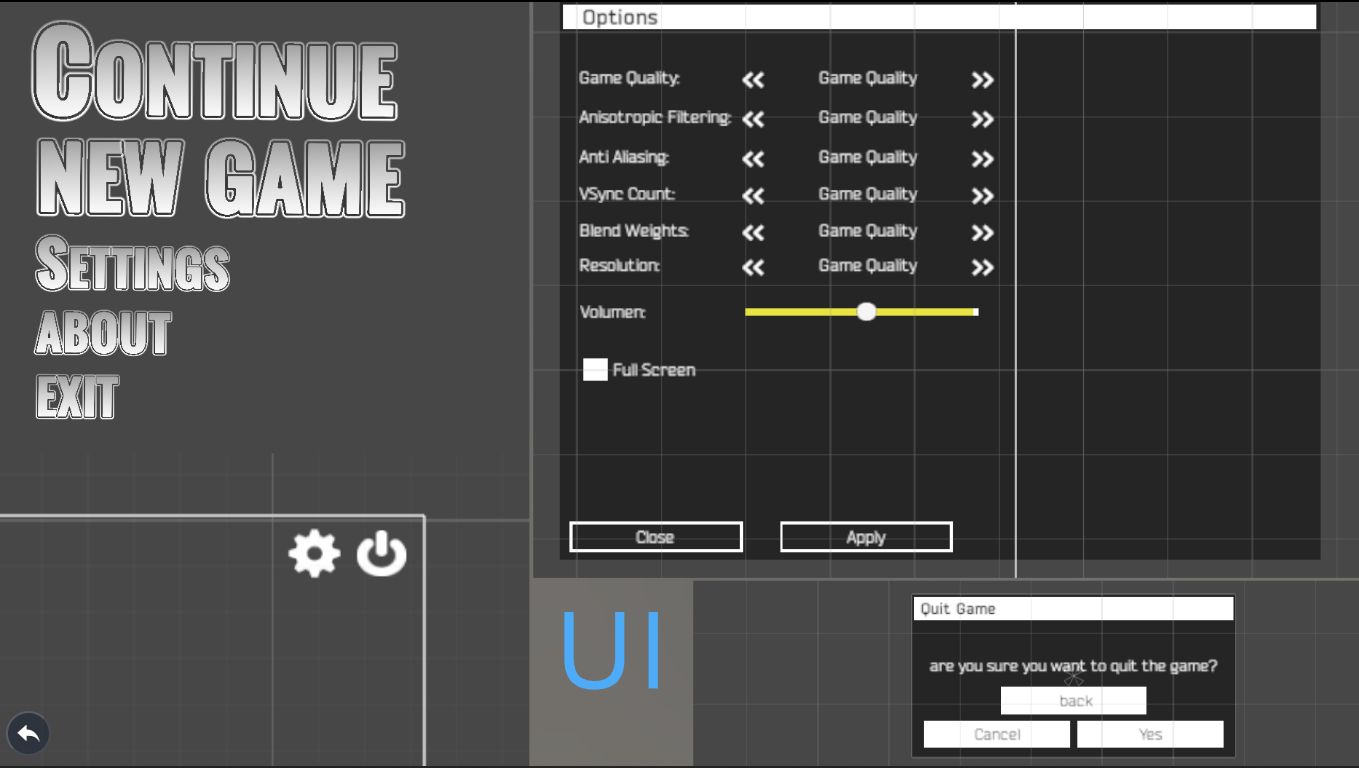 CONTINUE
NEW GAME
SETTINGS
ABOUT
EXIT
Options
Game Quality: Game Quality
Anisotropic Filtering: Game Quality
Anti Aliasing: Game Quality
VSync Count: Game Quality
Blend Weights: Game Quality
Resolution: Game Quality
Volumen:
Full Screen
Close Apply
UI
Quit Game
are you sure you want to quit the game?
back
Cancel Yes